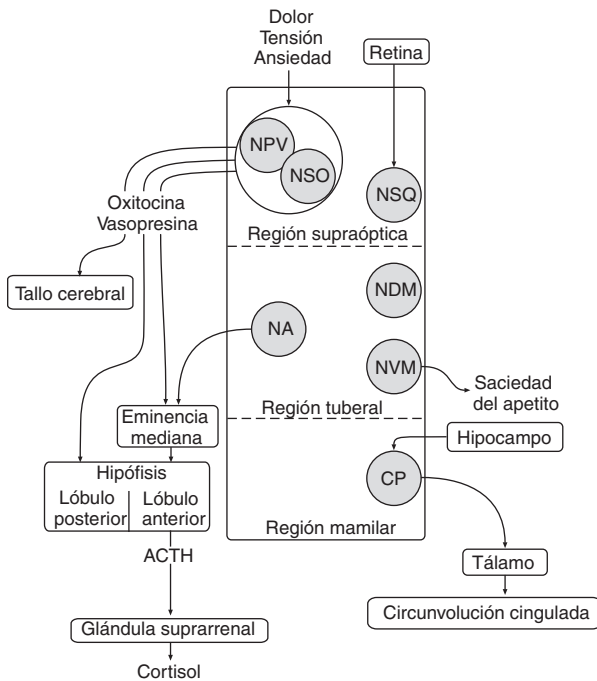 Dolor
Tensión
Ansiedad
Retina
NPV
NSO
NSQ
Oxitocina
Vasopresina
Región supraóptica
Tallo cerebral
NDM
NA
NVM
Saciedad
del apetito
Región tuberal
Eminencia
mediana
Hipocampo
Hipófisis
Lóbulo
posterior
Lóbulo
anterior
CP
Región mamilar
ACTH
Tálamo
Circunvolución cingulada
Glándula suprarrenal
Cortisol